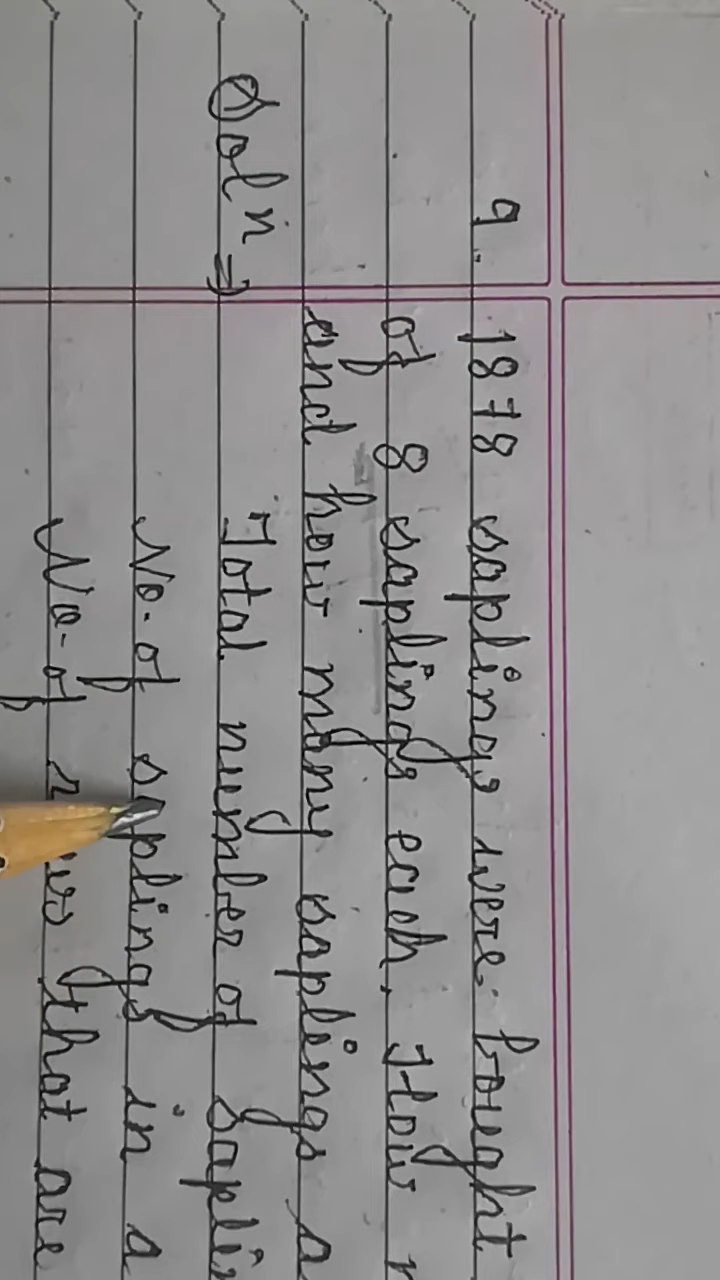 9. 1878 saplings were bought
of 8 saplings each. How
and how many saplings
Soln ⇒ Total number of
No. of saplings in a
No. of that are